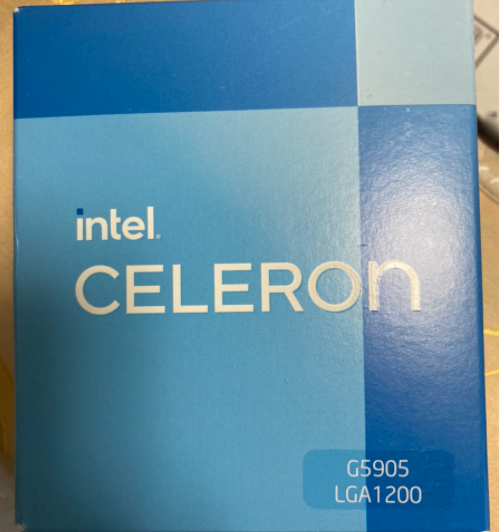 intel.
CELERON
G5905
LGA1200